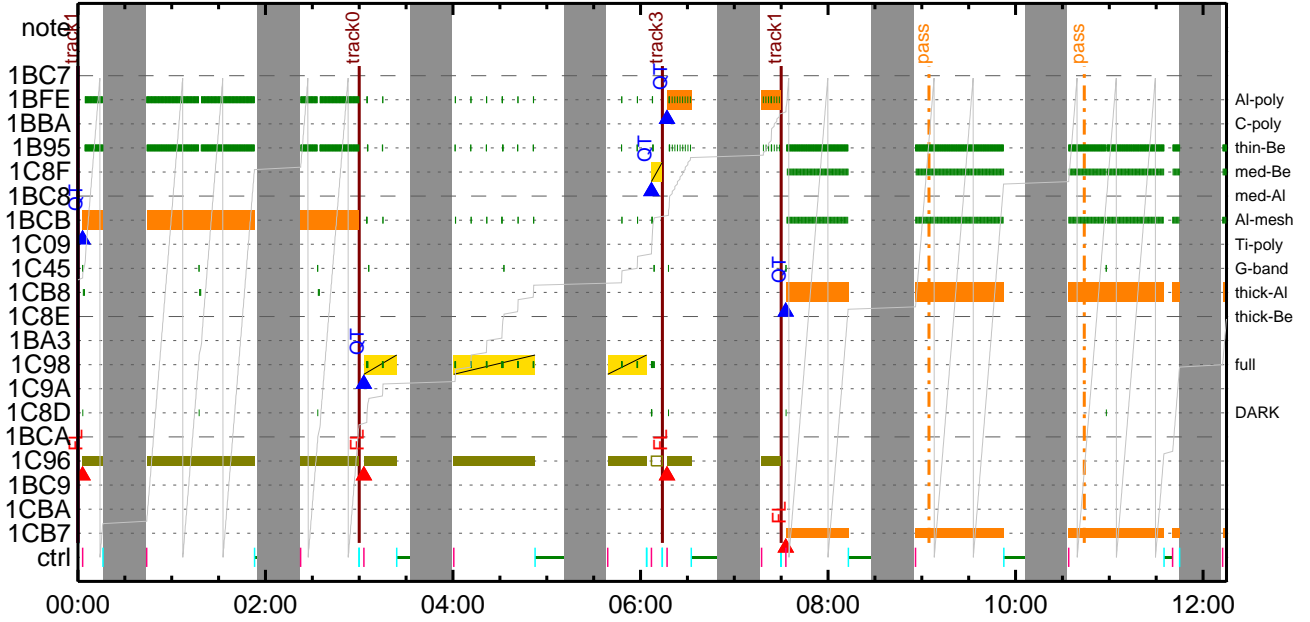 note
track1
track0
track3
track1
pass
pass
1BC7
1BFE Al-poly
QT
1BBA C-poly
1B95 thin-Be
QT
1C8F med-Be
1BC8 med-Al
QT
1BCB Al-mesh
1C09 Ti-poly
1C45 G-band
QT
1CB8 thick-Al
1C8E thick-Be
1BA3
QT
1C98 full
1C9A
1C8D DARK
1BCA
FL FL FL
1C96
1BC9
1CBA
FL
1CB7
ctrl
00:00 02:00 04:00 06:00 08:00 10:00 12:00